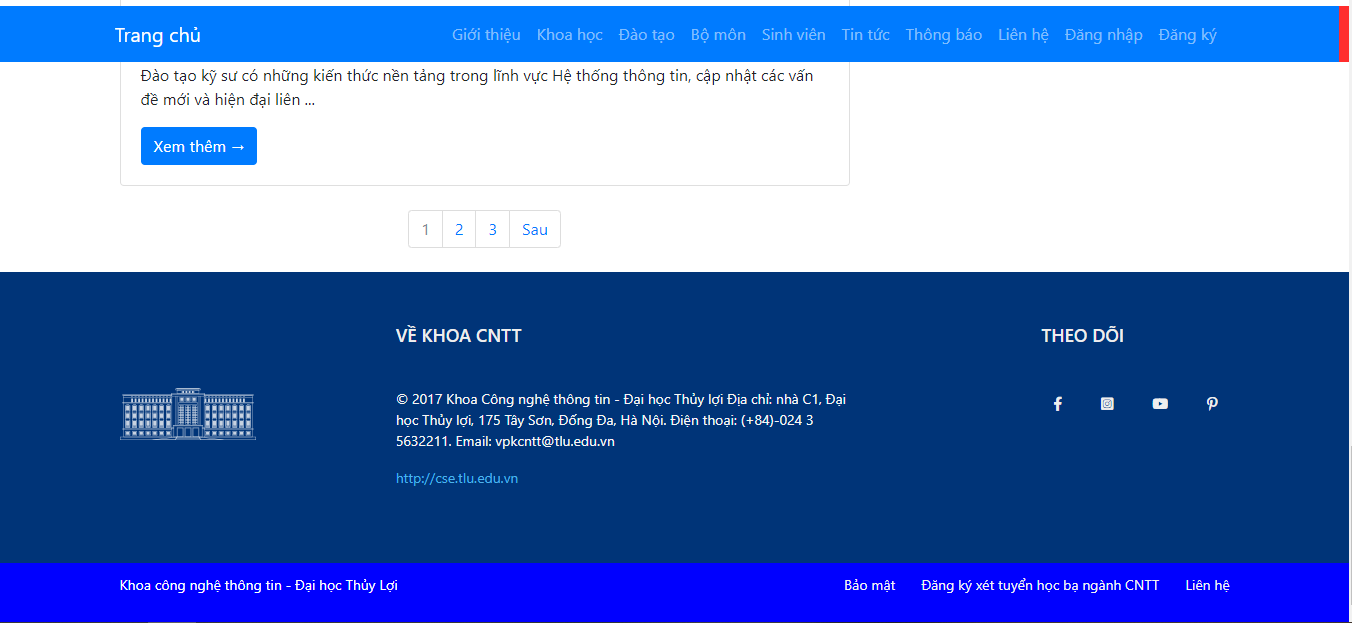 Trang chủ Giới thiệu Khoa học Đào tạo Bộ môn Sinh viên Tin tức Thông báo Liên hệ Đăng nhập Đăng ký
Đào tạo kỹ sư có những kiến thức nền tảng trong lĩnh vực Hệ thống thông tin, cập nhật các vấn
đề mới và hiện đại liên ...
Xem thêm →
1 2 3 Sau
VỀ KHOA CNTT
© 2017 Khoa Công nghệ thông tin - Đại học Thủy lợi Địa chỉ: nhà C1, Đại
học Thủy lợi, 175 Tây Sơn, Đống Đa, Hà Nội. Điện thoại: (+84)-024 3
5632211. Email: vpkcntt@tlu.edu.vn
http://cse.tlu.edu.vn
THEO DÕI
Khoa công nghệ thông tin - Đại học Thủy Lợi
Bảo mật Đăng ký xét tuyển học bạ ngành CNTT Liên hệ